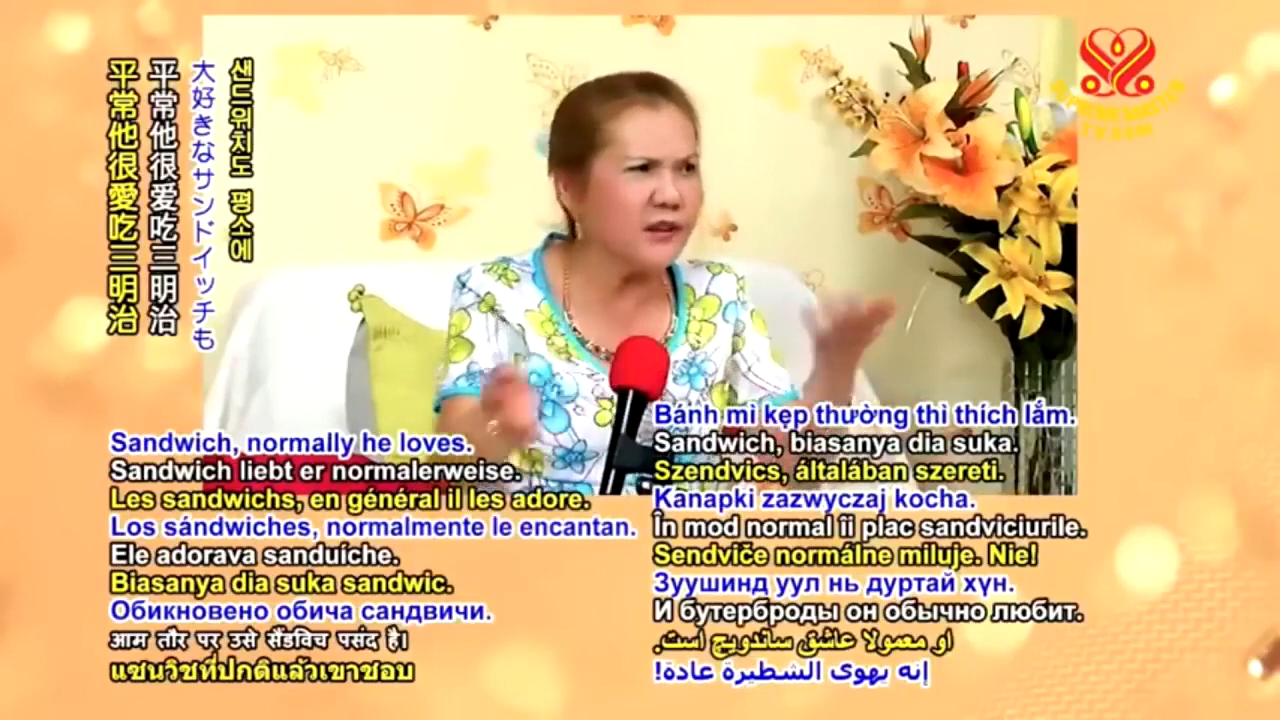 샌드위치도 평소에
大好きなサンドイッチも
平常他很爱吃三明治
平常他很愛吃三明治
SUPREMEMASTER
TV.COM
Sandwich, normally he loves.
Sandwich liebt er normalerweise.
Les sandwichs, en général il les adore.
Los sándwiches, normalmente le encantan.
Ele adorava sanduíche.
Biasanya dia suka sandwic.
Обикновено обича сандвичи.
आम तौर पर उसे सैंडविच पसंद है।
แซนวิชที่ปกติแล้วเขาชอบ
Bánh mì kẹp thường thì thích lắm.
Sandwich, biasanya dia suka.
Szendvics, általában szereti.
Kanapki zazwyczaj kocha.
În mod normal îi plac sandviciurile.
Sendviče normálne miluje. Nie!
Зуушинд уул нь дуртай хүн.
И бутерброды он обычно любит.
او معمولا عاشق ساندویچ است.
إنه يهوى الشطيرة عادة!